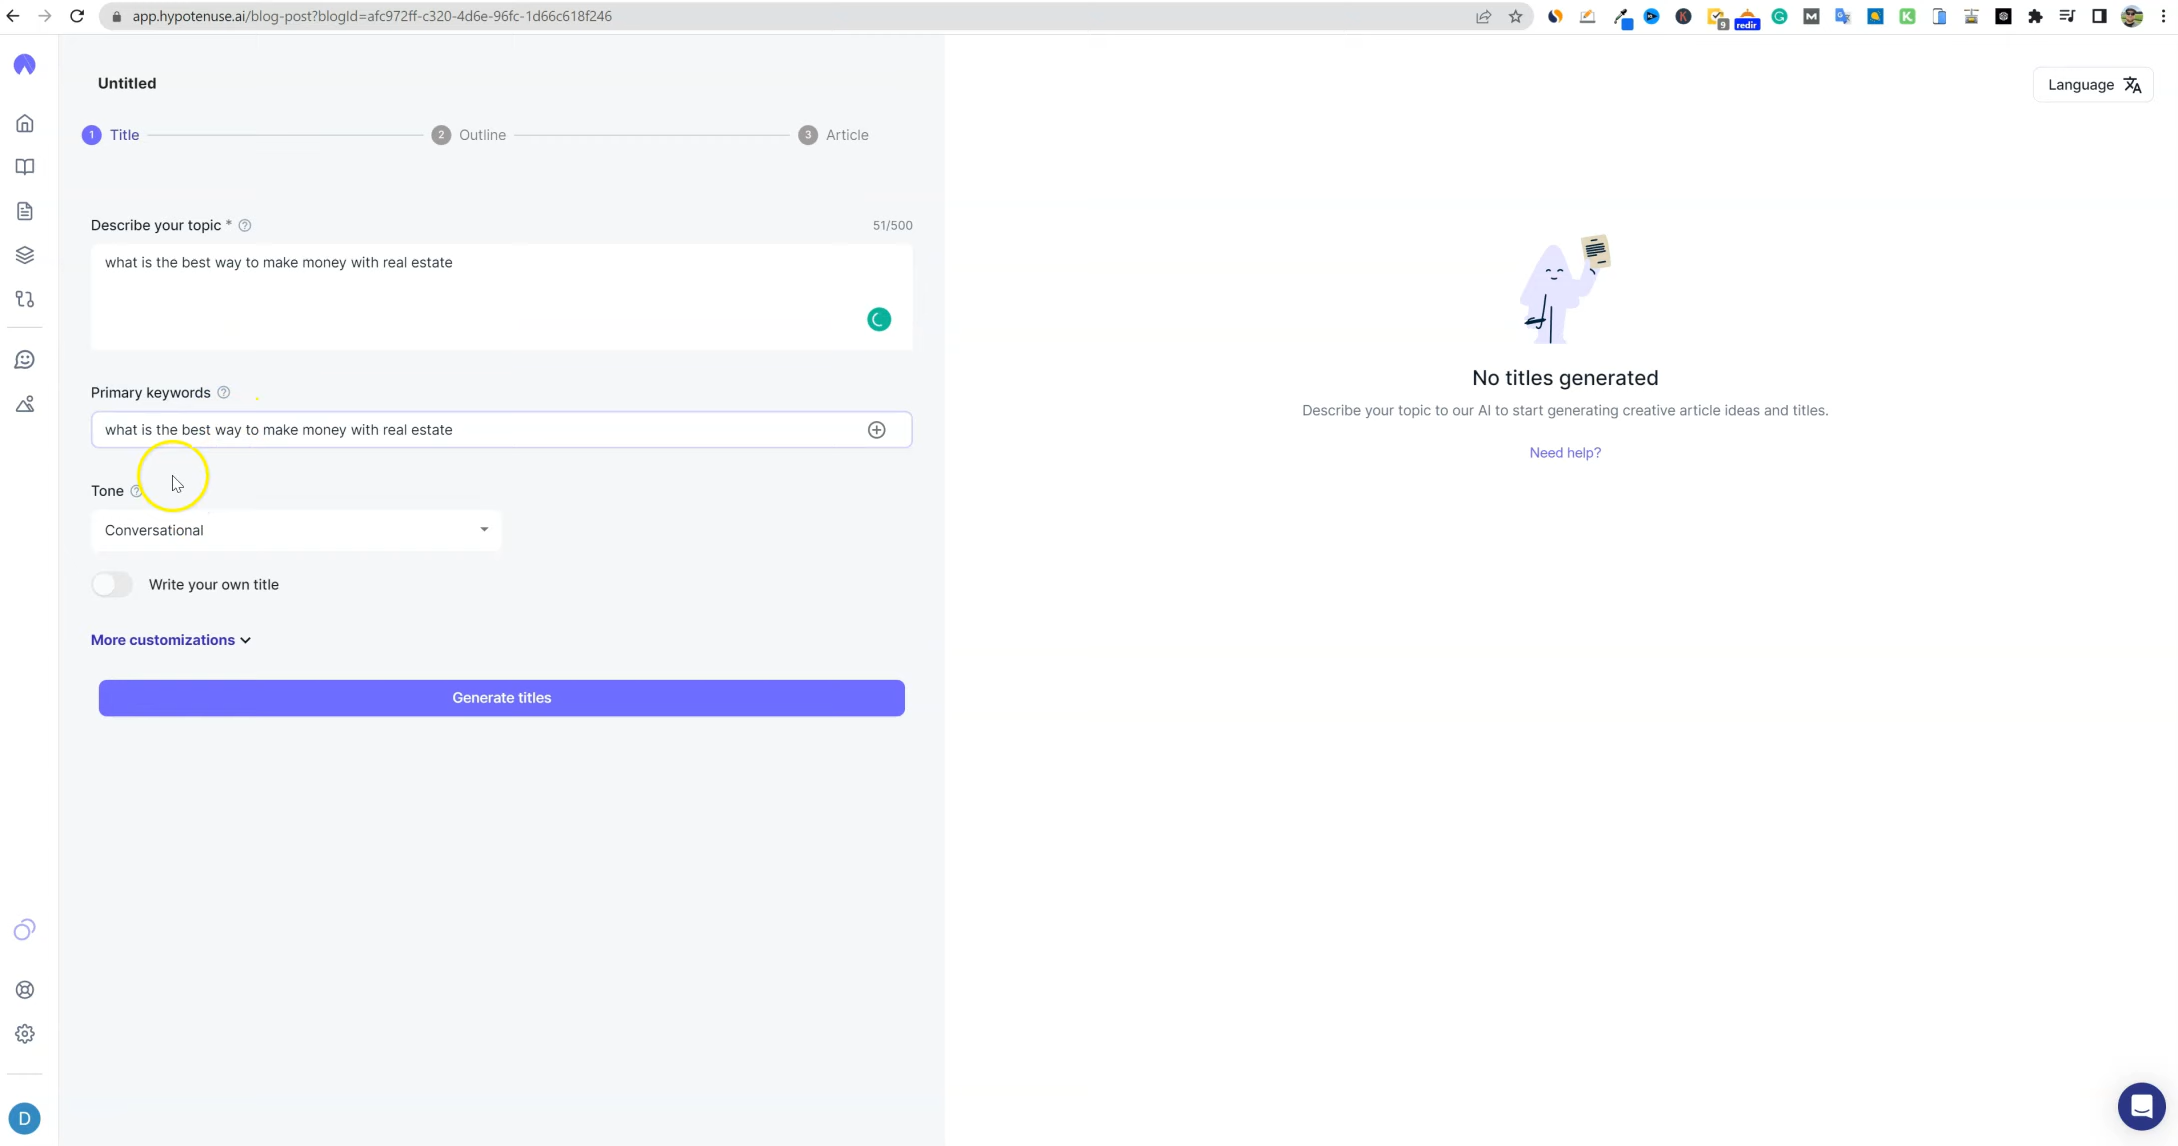 app.hypotenuse.ai/blog-post?blogId=afc972ff-c320-4d6e-96fc-1d66c618f246
9
redir
Untitled
Language
1 Title
2 Outline
3 Article
Describe your topic *
51/500
what is the best way to make money with real estate
Primary keywords
what is the best way to make money with real estate
Tone
Conversational
Write your own title
More customizations
Generate titles
No titles generated
Describe your topic to our AI to start generating creative article ideas and titles.
Need help?
D